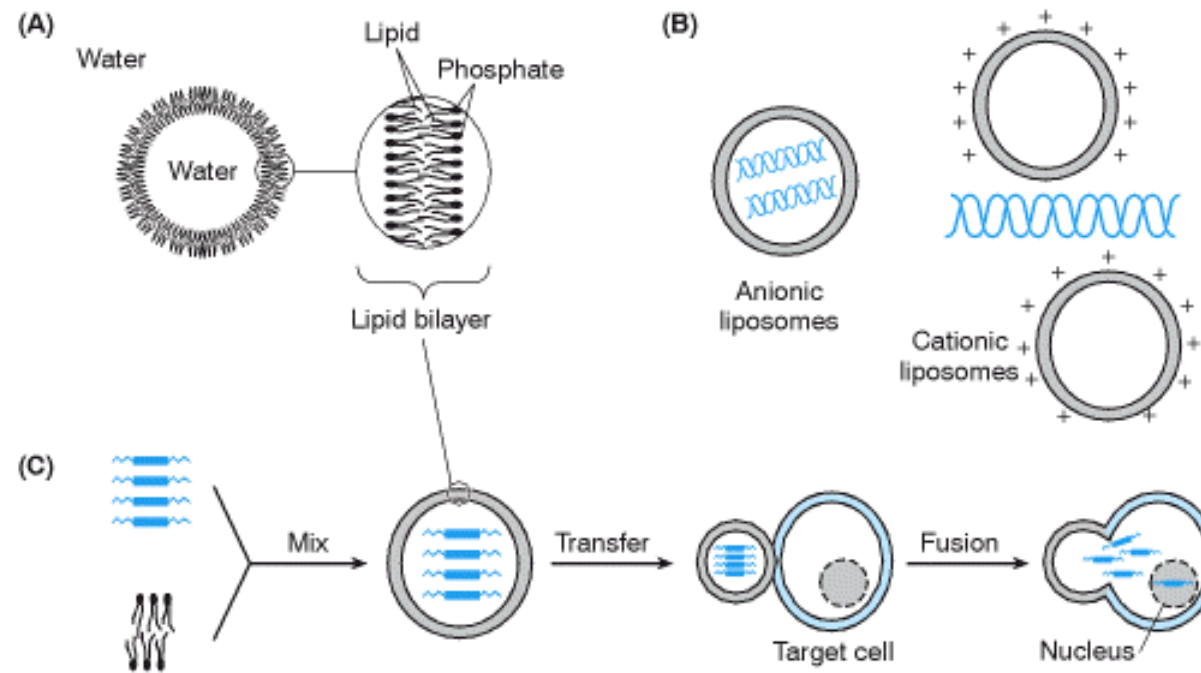 (A)
Water
Water
Lipid
Phosphate
Lipid bilayer
(B)
Anionic
liposomes
+ + + + + + + + +
Cationic
liposomes
+ + + + + + + + +
(C)
Mix
Transfer
Target cell
Fusion
Nucleus